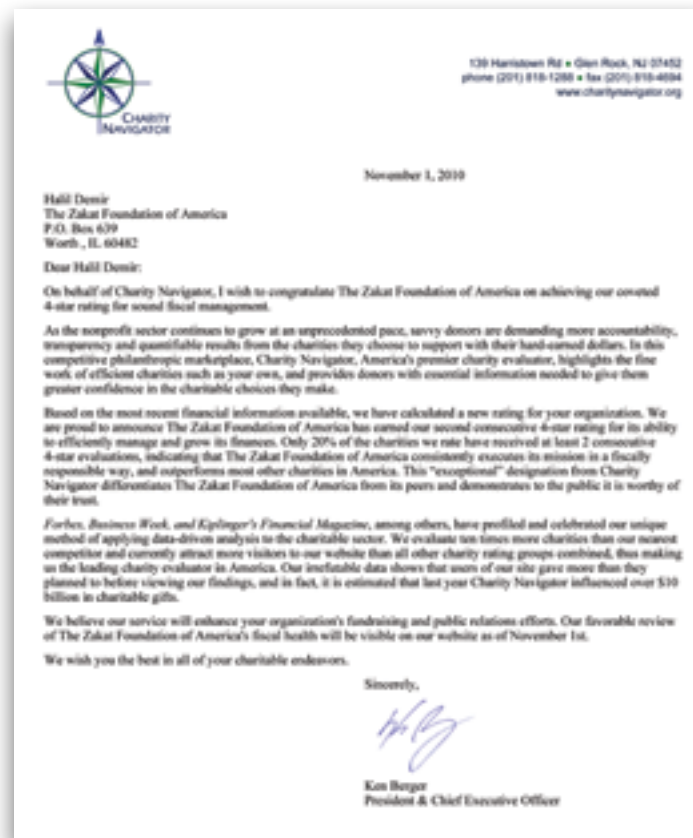 139 Harristown Rd • Glen Rock, NJ 07452
phone (201) 818-1288 • fax (201) 818-4694
www.charitynavigator.org
CHARITY
NAVIGATOR
November 1, 2010
Halil Demir
The Zakat Foundation of America
P.O. Box 639
Worth , IL 60482
Dear Halil Demir:
On behalf of Charity Navigator, I wish to congratulate The Zakat Foundation of America on achieving our coveted
4-star rating for sound fiscal management.
As the nonprofit sector continues to grow at an unprecedented pace, savvy donors are demanding more accountability,
transparency and quantifiable results from the charities they choose to support with their hard-earned dollars. In this
competitive philanthropic marketplace, Charity Navigator, America's premier charity evaluator, highlights the fine
work of efficient charities such as your own, and provides donors with essential information needed to give them
greater confidence in the charitable choices they make.
Based on the most recent financial information available, we have calculated a new rating for your organization. We
are proud to announce The Zakat Foundation of America has earned our second consecutive 4-star rating for its ability
to efficiently manage and grow its finances. Only 20% of the charities we rate have received at least 2 consecutive
4-star evaluations, indicating that The Zakat Foundation of America consistently executes its mission in a fiscally
responsible way, and outperforms most other charities in America. This "exceptional" designation from Charity
Navigator differentiates The Zakat Foundation of America from its peers and demonstrates to the public it is worthy of
their trust.
Forbes, Business Week, and Kiplinger's Financial Magazine, among others, have profiled and celebrated our unique
method of applying data-driven analysis to the charitable sector. We evaluate ten times more charities than our nearest
competitor and currently attract more visitors to our website than all other charity rating groups combined, thus making
us the leading charity evaluator in America. Our irrefutable data shows that users of our site gave more than they
planned to before viewing our findings, and in fact, it is estimated that last year Charity Navigator influenced over $10
billion in charitable gifts.
We believe our service will enhance your organization's fundraising and public relations efforts. Our favorable review
of The Zakat Foundation of America's fiscal health will be visible on our website as of November 1st.
We wish you the best in all of your charitable endeavors.
Sincerely,
Ken Berger
President & Chief Executive Officer